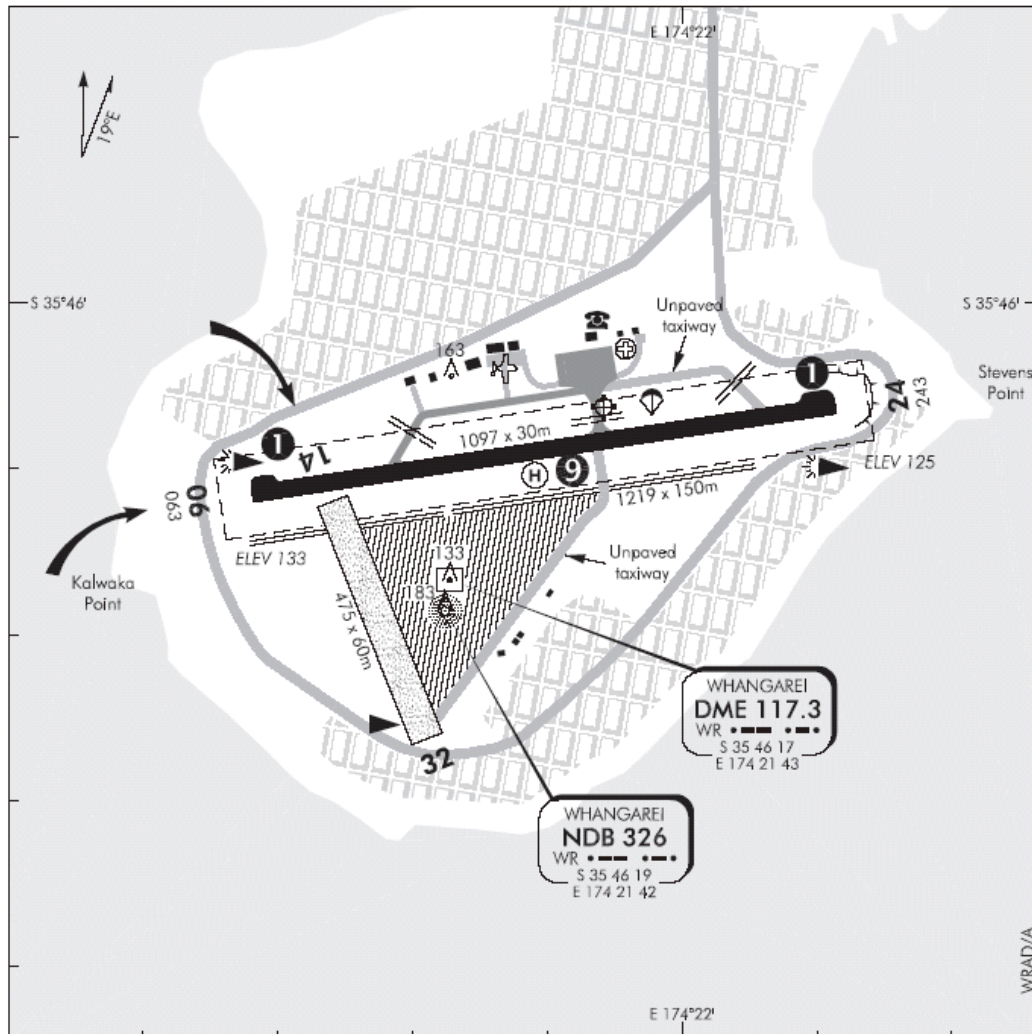 E 174°22'
19°E
S 35°46'
S 35°46'
Unpaved
taxiway
163
Stevens
Point
1
1
24
243
14
1097 x 30m
ELEV 125
H
9
06
063
1219 x 150m
ELEV 133
Kalwaka
Point
133
183
Unpaved
taxiway
475 x 60m
32
WHANGAREI
DME 117.3
WR
S 35 46 17
E 174 21 43
WHANGAREI
NDB 326
WR
S 35 46 19
E 174 21 42
WRAD/A
E 174°22'